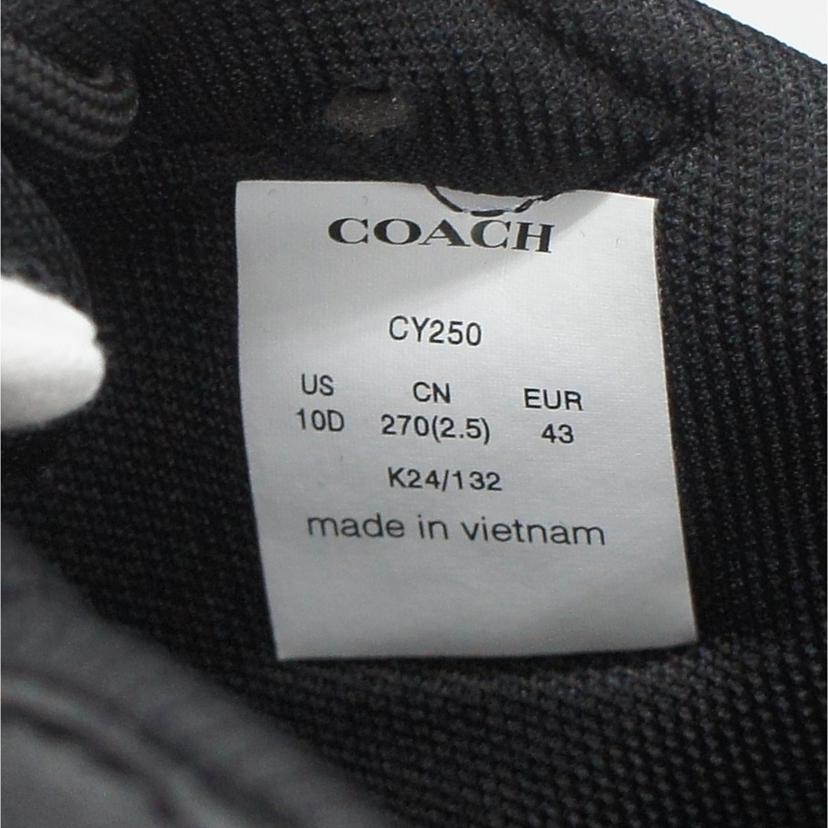 COACH
CY250
US CN EUR
10D 270(2.5) 43
K24/132
made in vietnam